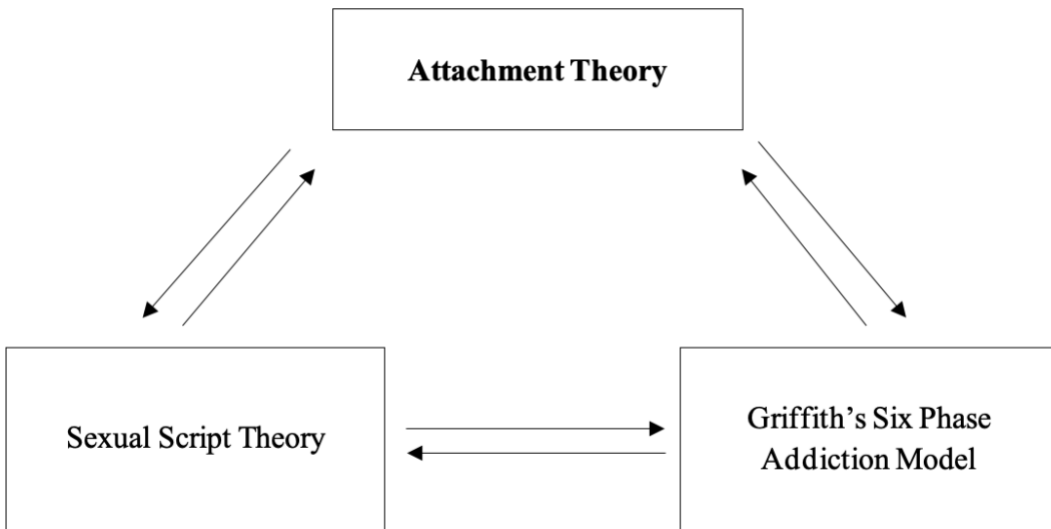 Attachment Theory
Sexual Script Theory
Griffith’s Six Phase
Addiction Model